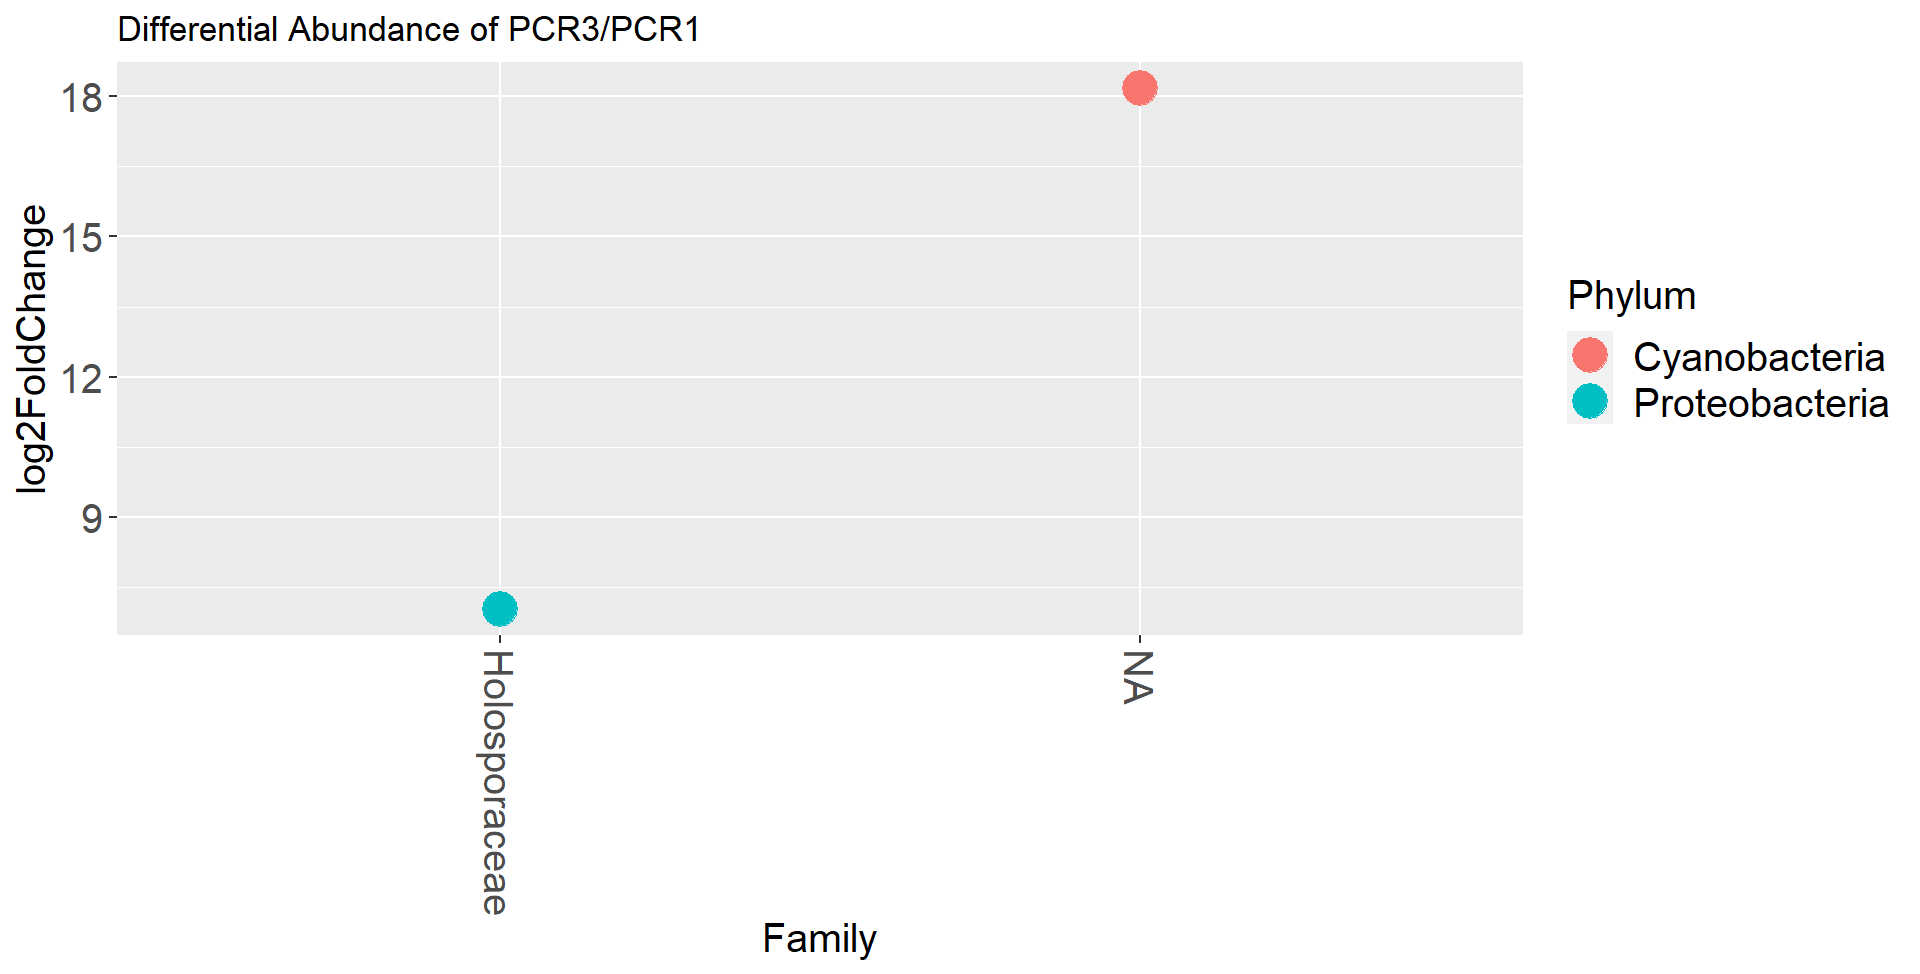 Differential Abundance of PCR3/PCR1
18
15
12
9
log2FoldChange
Holosporaceae
NA
Family
Phylum
Cyanobacteria
Proteobacteria